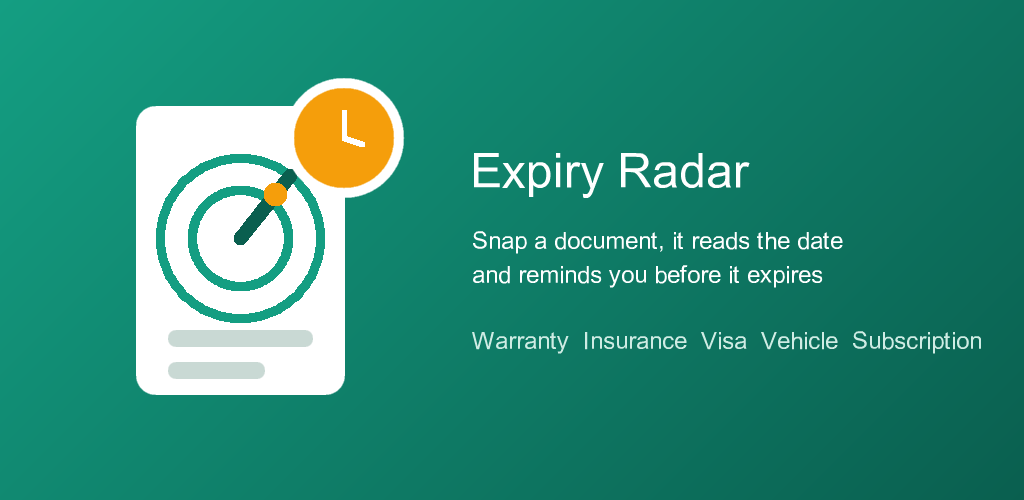 Expiry Radar
Snap a document, it reads the date
and reminds you before it expires
Warranty Insurance Visa Vehicle Subscription